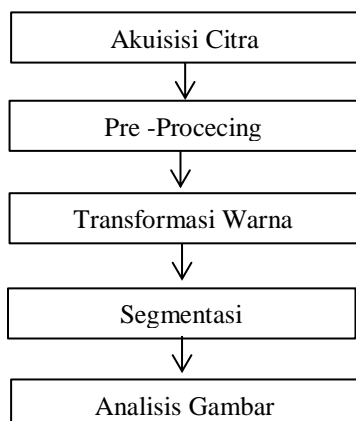 Akuisisi Citra
Pre -Procecing
Transformasi Warna
Segmentasi
Analisis Gambar